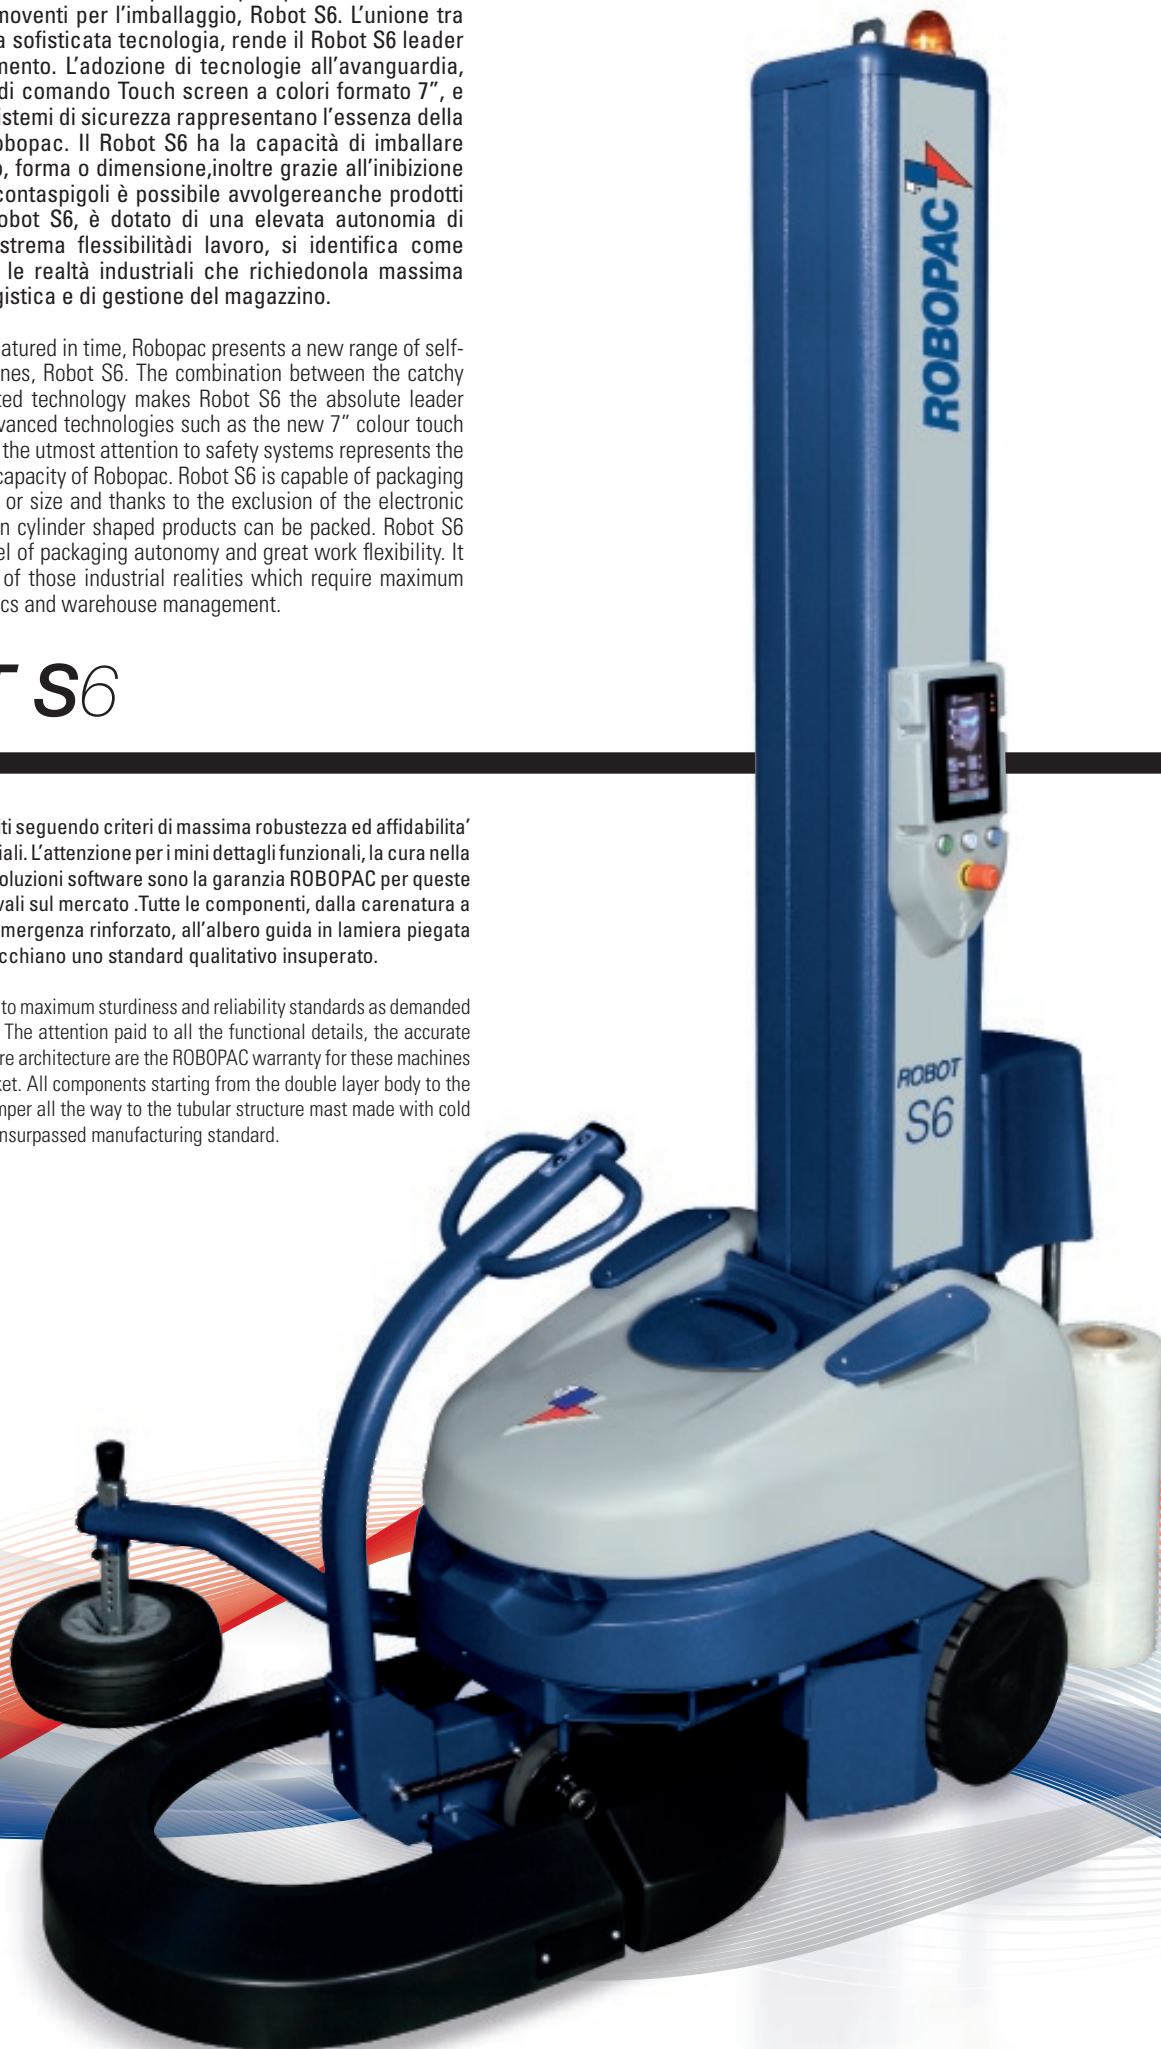 moventi per l’imballaggio, Robot S6. L’unione tra
a sofisticata tecnologia, rende il Robot S6 leader
mento. L’adozione di tecnologie all’avanguardia,
di comando Touch screen a colori formato 7”, e
istemi di sicurezza rappresentano l’essenza della
obopac. Il Robot S6 ha la capacità di imballare
o, forma o dimensione,inoltre grazie all’inibizione
contaspigoli è possibile avvolgereanche prodotti
obot S6, è dotato di una elevata autonomia di
strema flessibilitàdi lavoro, si identifica come
le realtà industriali che richiedonola massima
gistica e di gestione del magazzino.
atured in time, Robopac presents a new range of self-
nes, Robot S6. The combination between the catchy
ted technology makes Robot S6 the absolute leader
vanced technologies such as the new 7” colour touch
the utmost attention to safety systems represents the
capacity of Robopac. Robot S6 is capable of packaging
or size and thanks to the exclusion of the electronic
n cylinder shaped products can be packed. Robot S6
el of packaging autonomy and great work flexibility. It
of those industrial realities which require maximum
ics and warehouse management.
T S6
iti seguendo criteri di massima robustezza ed affidabilita’
iali. L’attenzione per i mini dettagli funzionali, la cura nella
oluzioni software sono la garanzia ROBOPAC per queste
vali sul mercato .Tutte le componenti, dalla carenatura a
mergenza rinforzato, all’albero guida in lamiera piegata
cchiano uno standard qualitativo insuperato.
to maximum sturdiness and reliability standards as demanded
The attention paid to all the functional details, the accurate
re architecture are the ROBOPAC warranty for these machines
ket. All components starting from the double layer body to the
mper all the way to the tubular structure mast made with cold
nsurpassed manufacturing standard.
ROBOPAC
ROBOT
S6